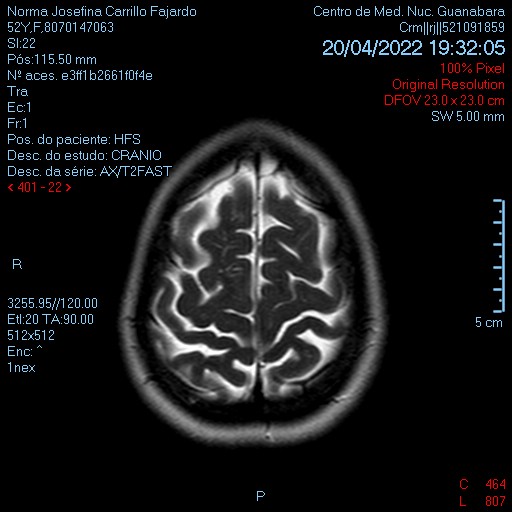 Norma Josefina Carrillo Fajardo
52Y,F,8070147063
Sl:22
Pós:115.50 mm
Nº aces. e3ff1b2661f0f4e
Tra
Ec:1
Fr:1
Pos. do paciente: HFS
Desc. do estudo: CRANIO
Desc. da série: AX/T2FAST
< 401 - 22 >
Centro de Med. Nuc. Guanabara
Crm||rj||521091859
20/04/2022 19:32:05
100% Pixel
Original Resolution
DFOV 23.0 x 23.0 cm
SW 5.00 mm
R
5 cm
3255.95//120.00
Etl:20 TA:90.00
512x512
Enc: ^
1nex
P
C 464
L 807